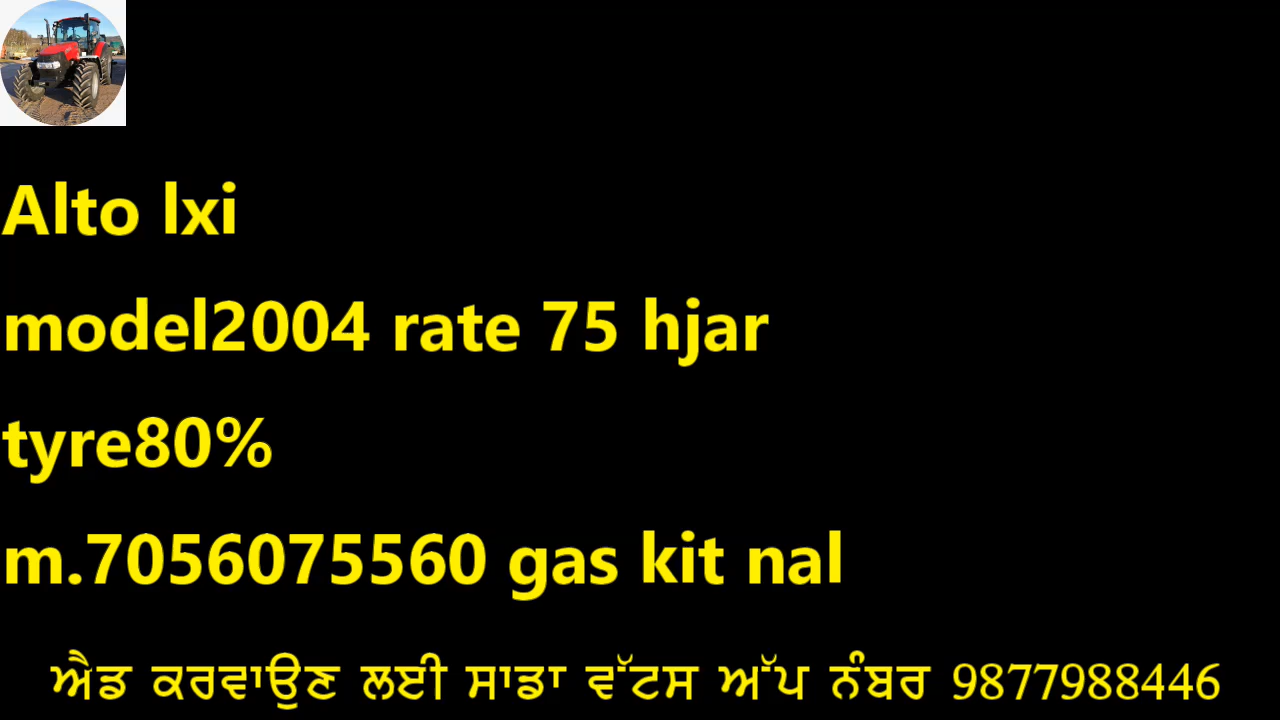 Alto lxi
model2004 rate 75 hjar
tyre80%
m.7056075560 gas kit nal
ਐਡ ਕਰਵਾਉਣ ਲਈ ਸਾਡਾ ਵੱਟਸ ਅੱਪ ਨੰਬਰ 9877988446